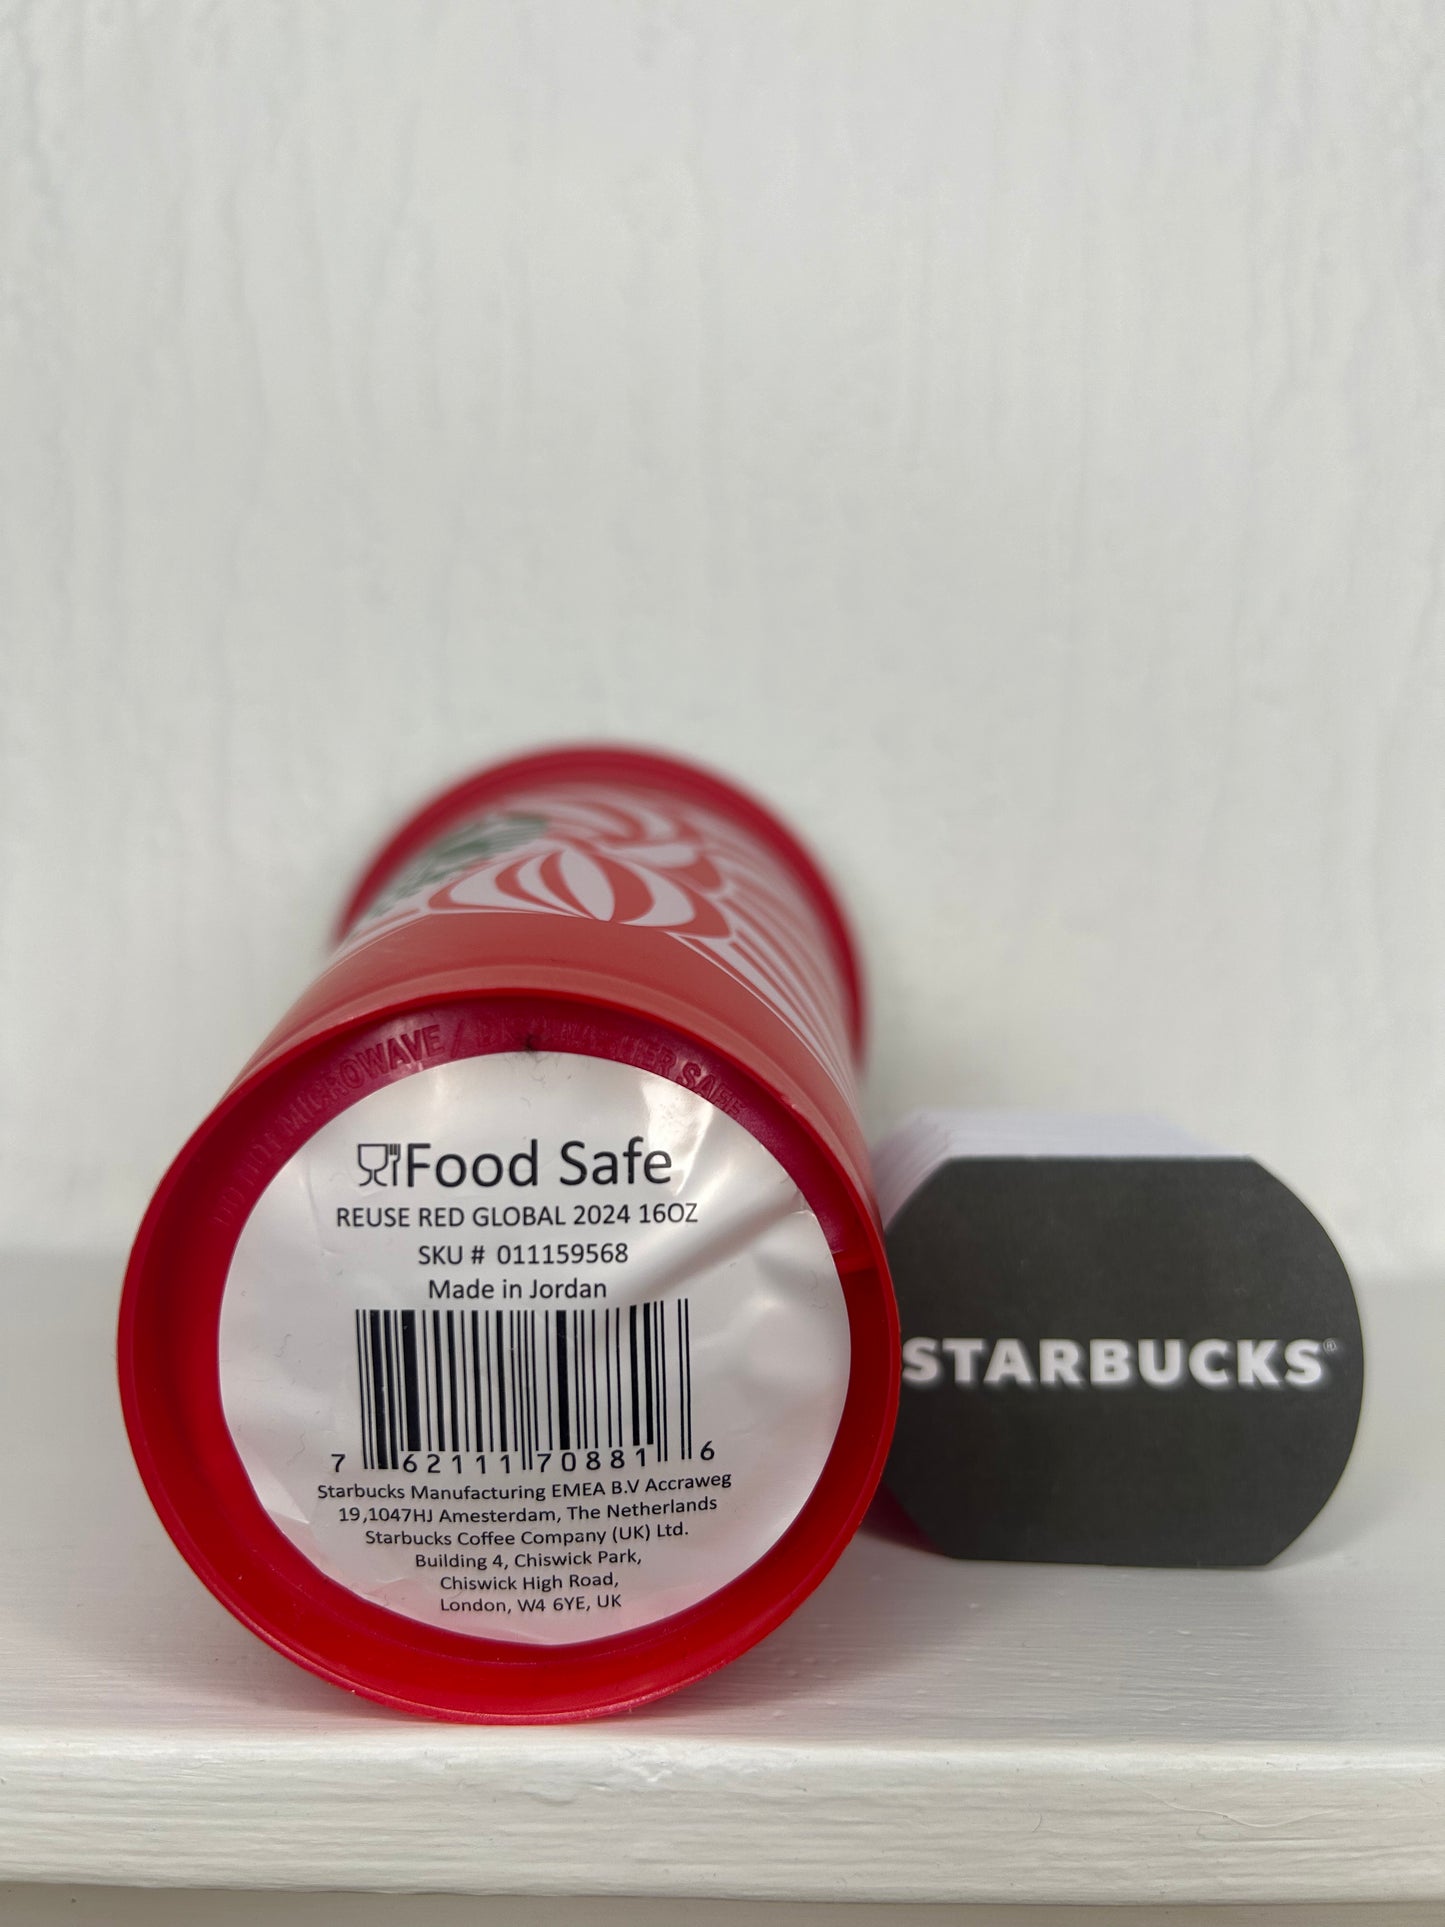 DO NOT MICROWAVE / DISHWASHER SAFE
Food Safe
REUSE RED GLOBAL 2024 16OZ
SKU # 011159568
Made in Jordan
7 62111 70881 6
Starbucks Manufacturing EMEA B.V Accraweg
19,1047HJ Amesterdam, The Netherlands
Starbucks Coffee Company (UK) Ltd.
Building 4, Chiswick Park,
Chiswick High Road,
London, W4 6YE, UK
STARBUCKS®